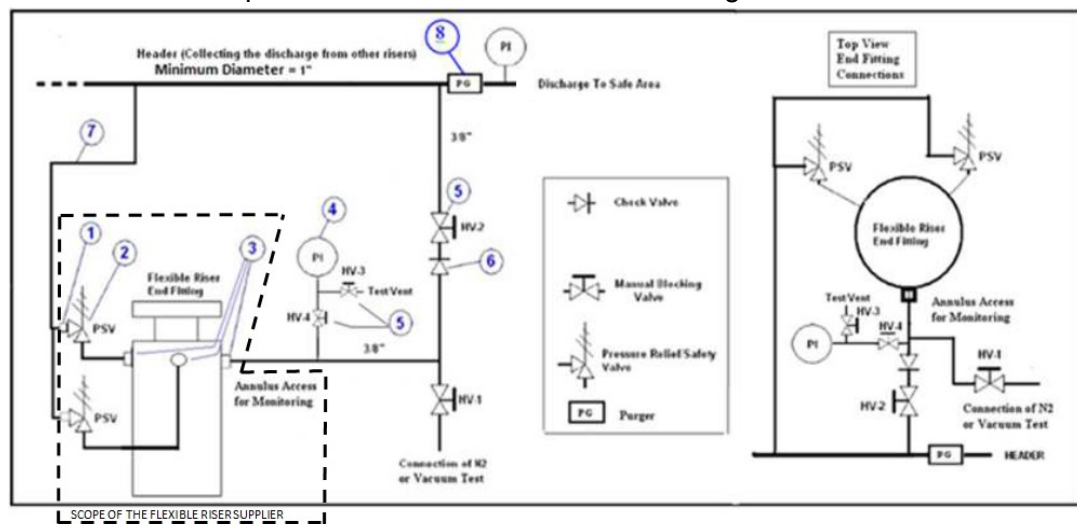 Header (Collecting the discharge from other risers)
Minimum Diameter = 1"
8
PI
PG
Discharge To Safe Area
3/8"
7
5
HV-2
4
PI
6
HV-3
Test Vent
5
HV-4
3/8"
1
2
3
Flexible Riser
End Fitting
PSV
PSV
Annulus Access
for Monitoring
HV-1
Connection of N2
or Vacuum Test
SCOPE OF THE FLEXIBLE RISER SUPPLIER
Check Valve
Manual Blocking
Valve
Pressure Relief/Safety
Valve
PG
Purger
Top View
End Fitting
Connections
PSV
PSV
Flexible Riser
End Fitting
Test Vent
HV-3
HV-4
PI
Annulus Access
for Monitoring
HV-1
HV-2
Connection of N2
or Vacuum Test
PG
HEADER